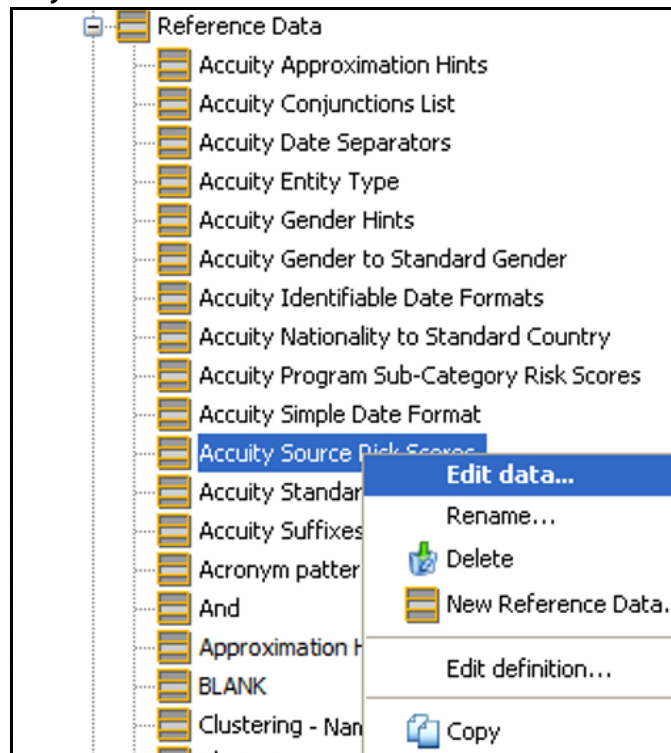 Reference Data
Accuity Approximation Hints
Accuity Conjunctions List
Accuity Date Separators
Accuity Entity Type
Accuity Gender Hints
Accuity Gender to Standard Gender
Accuity Identifiable Date Formats
Accuity Nationality to Standard Country
Accuity Program Sub-Category Risk Scores
Accuity Simple Date Format
Accuity Source Risk Scores
Accuity Standar
Accuity Suffixes
Acronym patter
And
Approximation H
BLANK
Clustering - Nan
Edit data...
Rename...
Delete
New Reference Data.
Edit definition...
Copy